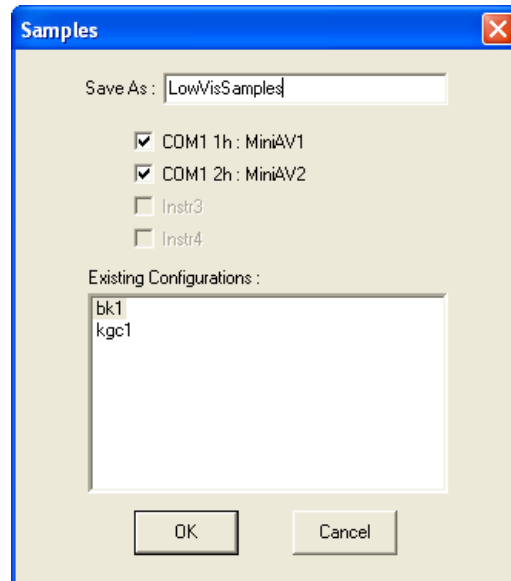 Samples
Save As : LowVisSamples
COM1 1h : MiniAV1
COM1 2h : MiniAV2
Instr3
Instr4
Existing Configurations :
bk1
kgc1
OK Cancel